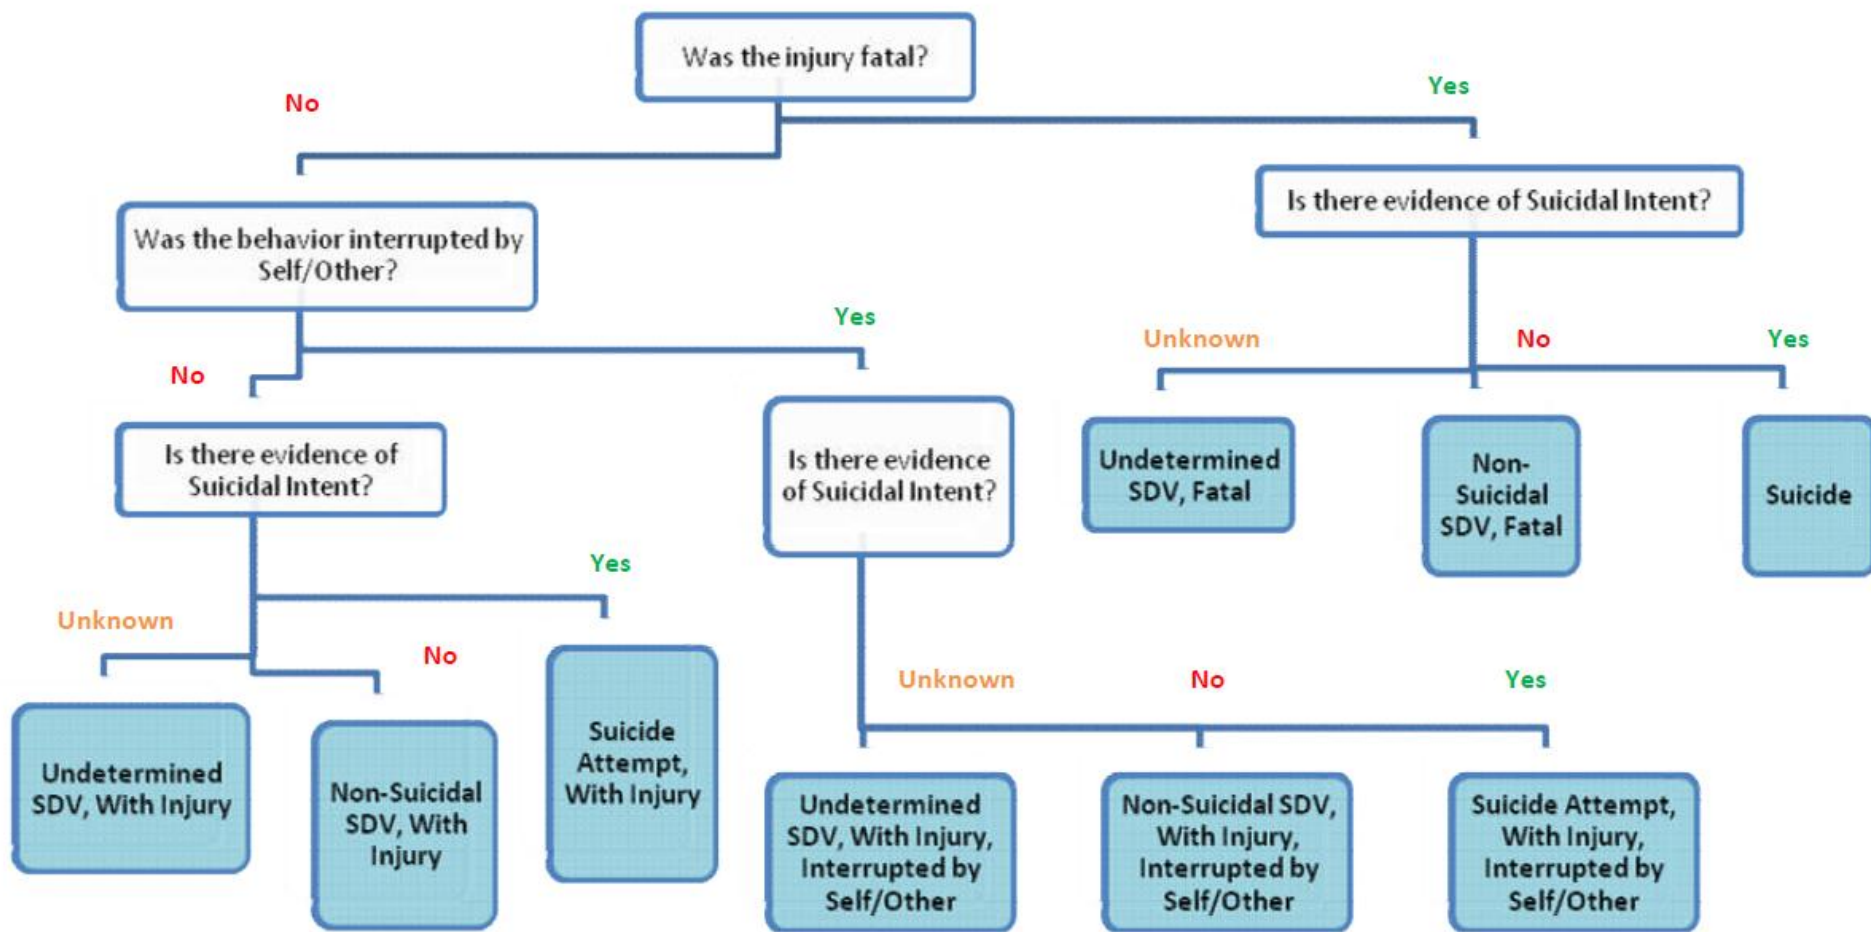 Was the injury fatal?
No
Yes
Was the behavior interrupted by
Self/Other?
Is there evidence of Suicidal Intent?
No
Yes
Unknown
No
Yes
Is there evidence of
Suicidal Intent?
Is there evidence
of Suicidal Intent?
Undetermined
SDV, Fatal
Non-
Suicidal
SDV, Fatal
Suicide
Unknown
No
Yes
Unknown
No
Yes
Undetermined
SDV, With Injury
Non-Suicidal
SDV, With
Injury
Suicide
Attempt,
With Injury
Undetermined
SDV, With Injury,
Interrupted by
Self/Other
Non-Suicidal SDV,
With Injury,
Interrupted by
Self/Other
Suicide Attempt,
With Injury,
Interrupted by
Self/Other